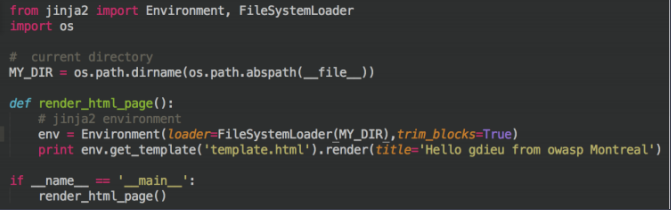 from jinja2 import Environment, FileSystemLoader
import os
# current directory
MY_DIR = os.path.dirname(os.path.abspath(__file__))
def render_html_page():
# jinja2 environment
env = Environment(loader=FileSystemLoader(MY_DIR),trim_blocks=True)
print env.get_template('template.html').render(title='Hello gdieu from owasp Montreal')
if __name__ == '__main__':
render_html_page()